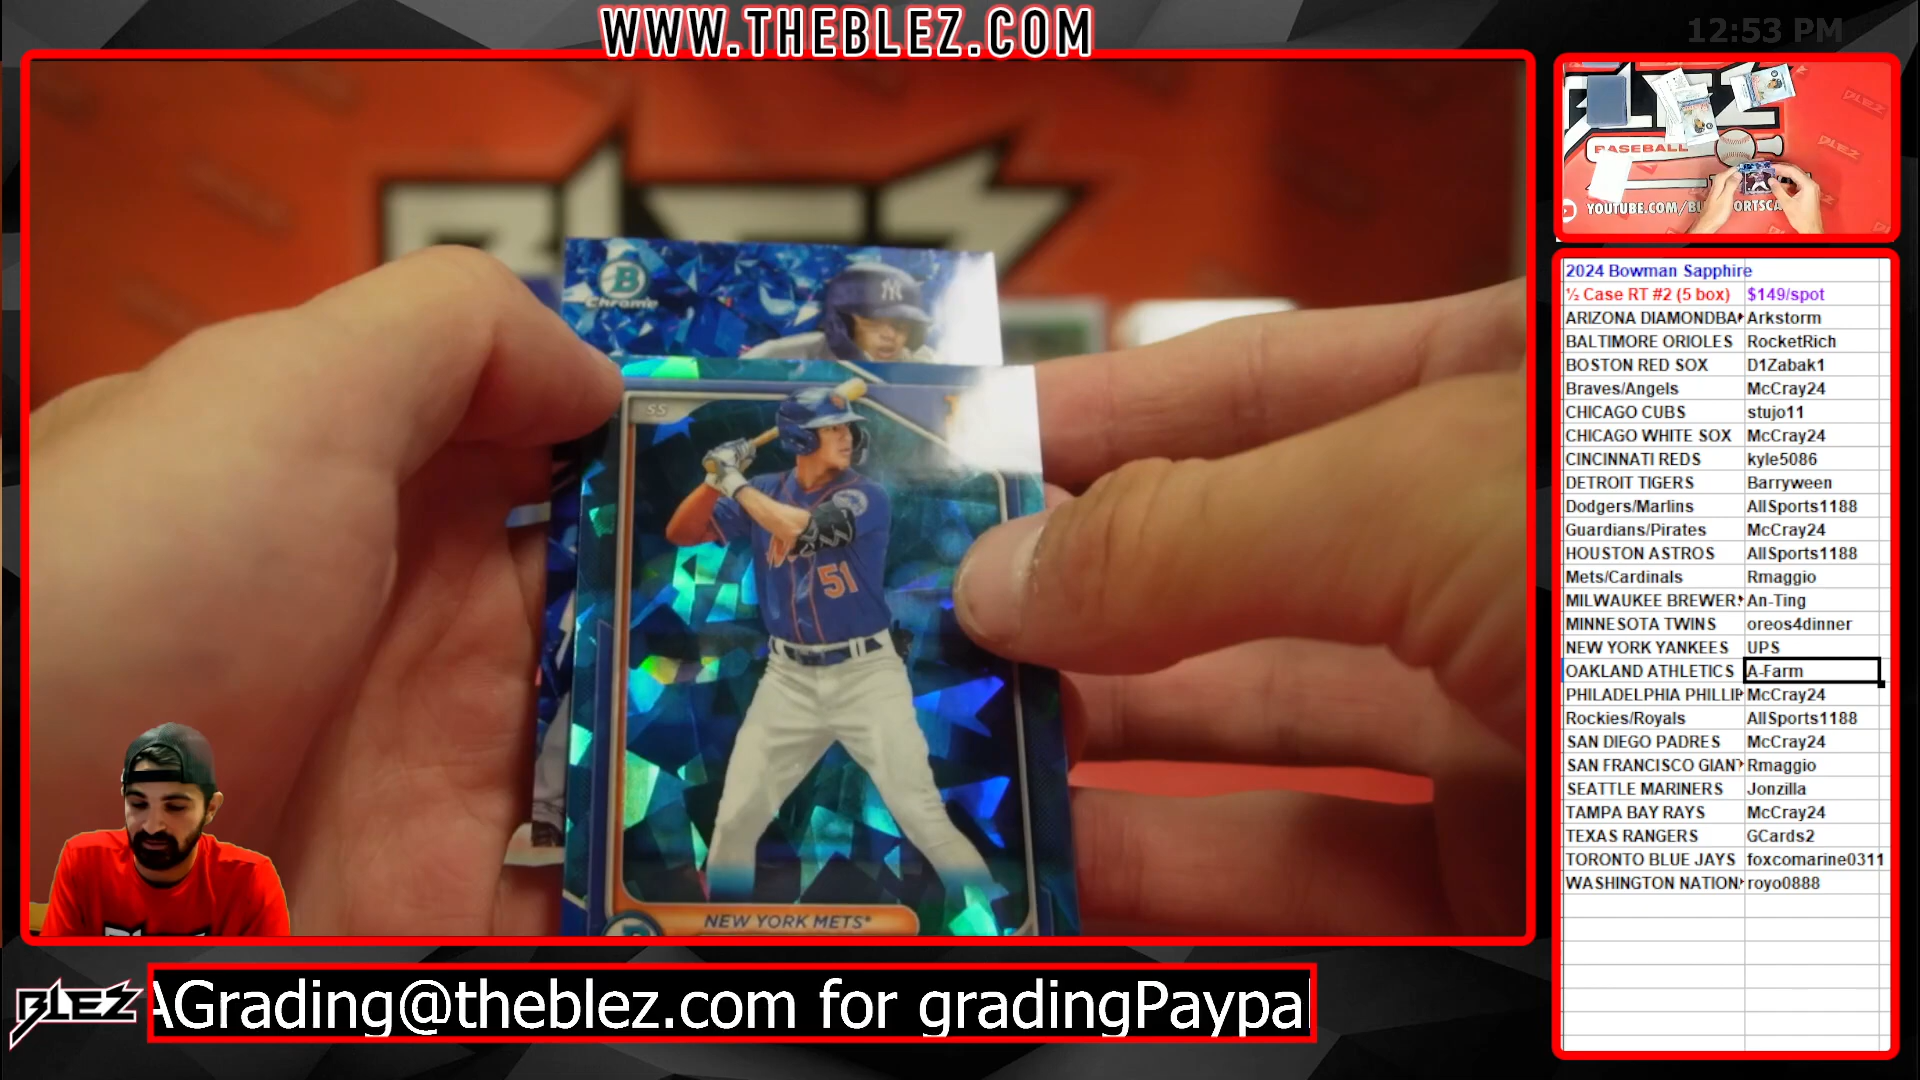 WWW.THEBLEZ.COM
12:53 PM
BLEZ
B
Chrome
NY
SS
51
NEW YORK METS®
BASEBALL
YOUTUBE.COM/BL
ORTSCA
2024 Bowman Sapphire
½ Case RT #2 (5 box) $149/spot
ARIZONA DIAMONDBA Arkstorm
BALTIMORE ORIOLES RocketRich
BOSTON RED SOX D1Zabak1
Braves/Angels McCray24
CHICAGO CUBS stujo11
CHICAGO WHITE SOX McCray24
CINCINNATI REDS kyle5086
DETROIT TIGERS Barryween
Dodgers/Marlins AllSports1188
Guardians/Pirates McCray24
HOUSTON ASTROS AllSports1188
Mets/Cardinals Rmaggio
MILWAUKEE BREWER An-Ting
MINNESOTA TWINS oreos4dinner
NEW YORK YANKEES UPS
OAKLAND ATHLETICS A-Farm
PHILADELPHIA PHILLIE McCray24
Rockies/Royals AllSports1188
SAN DIEGO PADRES McCray24
SAN FRANCISCO GIANT Rmaggio
SEATTLE MARINERS Jonzilla
TAMPA BAY RAYS McCray24
TEXAS RANGERS GCards2
TORONTO BLUE JAYS foxcomarine0311
WASHINGTON NATION royo0888
BLEZ
AGrading@theblez.com for gradingPaypal